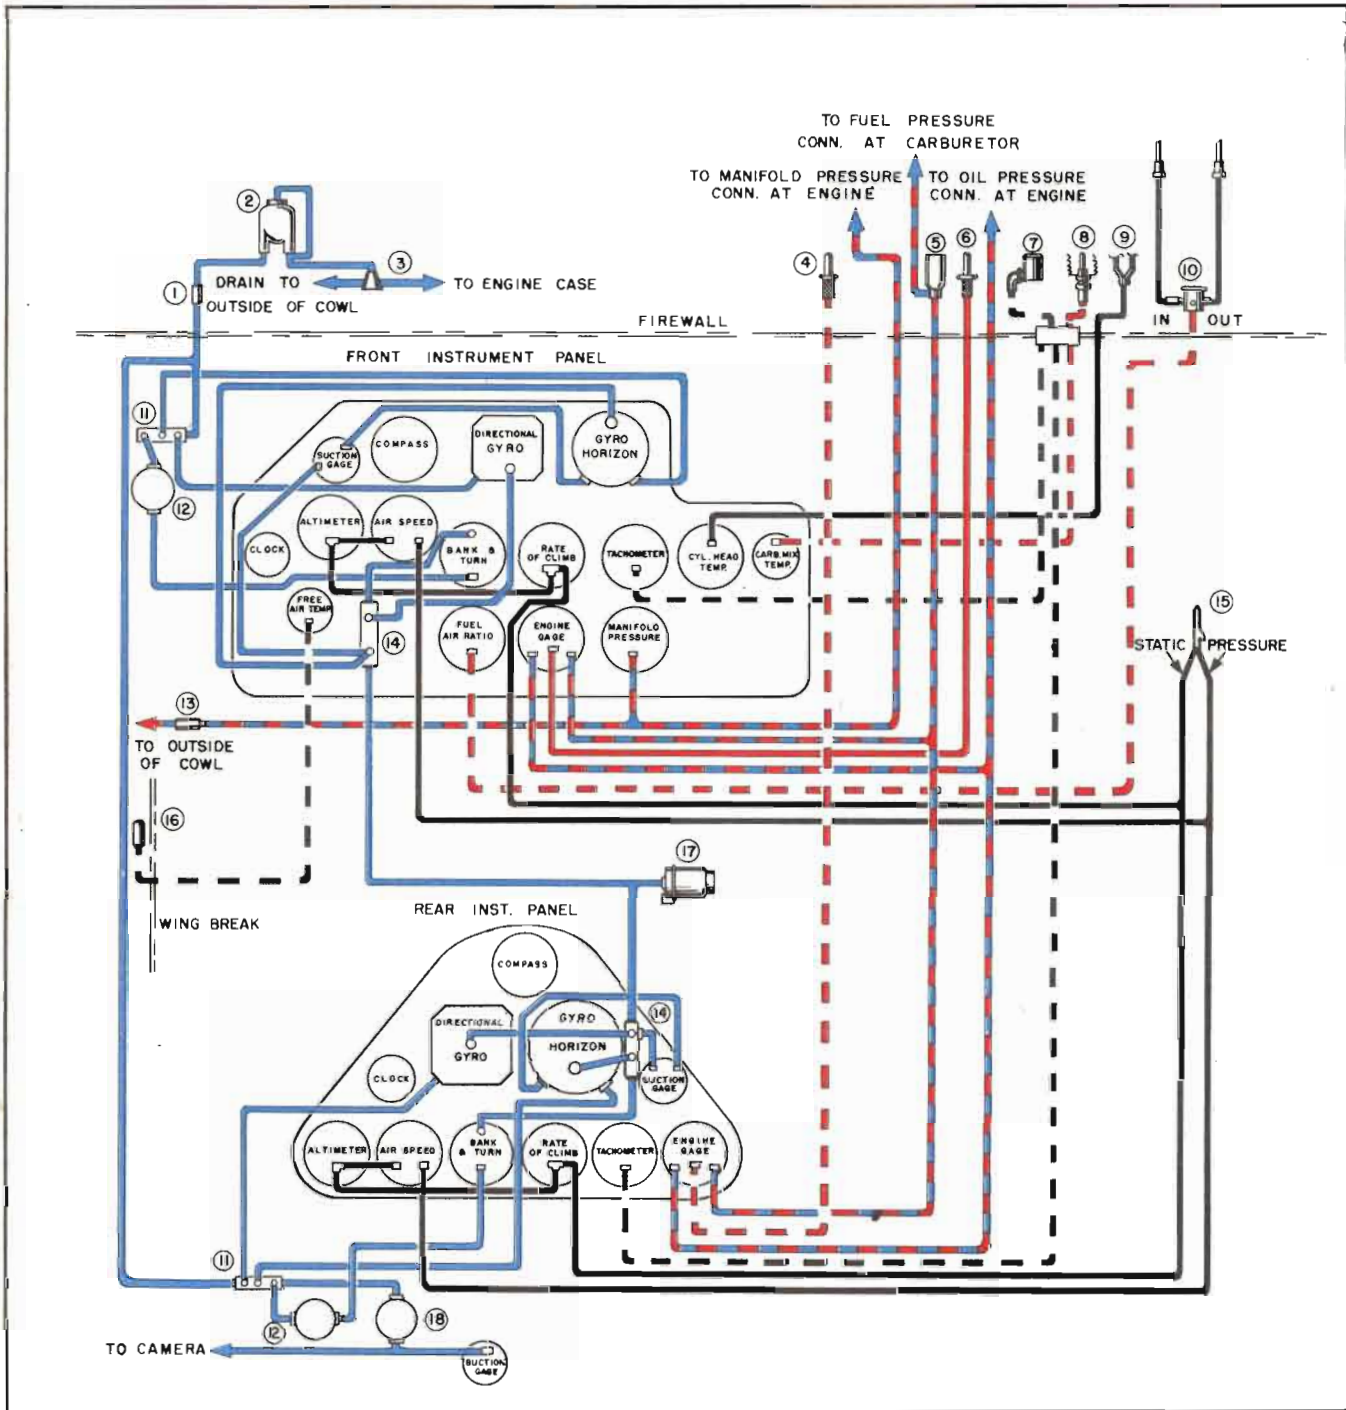 TO FUEL PRESSURE
CONN. AT CARBURETOR
TO MANIFOLD PRESSURE
CONN. AT ENGINE
TO OIL PRESSURE
CONN. AT ENGINE
2
3
1
DRAIN TO
OUTSIDE OF COWL
TO ENGINE CASE
4
5
6
7
8
9
10
IN OUT
FIREWALL
FRONT INSTRUMENT PANEL
11
12
SUCTION
GAGE
COMPASS
DIRECTIONAL
GYRO
GYRO
HORIZON
CLOCK
ALTIMETER
AIR SPEED
BANK &
TURN
RATE
OF CLIMB
TACHOMETER
CYL. HEAD
TEMP.
CARB. MIX
TEMP.
FREE
AIR TEMP.
14
FUEL
AIR RATIO
ENGINE
GAGE
MANIFOLD
PRESSURE
15
STATIC PRESSURE
13
TO OUTSIDE
OF COWL
16
WING BREAK
17
REAR INST. PANEL
COMPASS
DIRECTIONAL
GYRO
GYRO
HORIZON
14
CLOCK
SUCTION
GAGE
ALTIMETER
AIR SPEED
BANK
& TURN
RATE
OF CLIMB
TACHOMETER
ENGINE
GAGE
11
12
18
TO CAMERA
SUCTION
GAGE